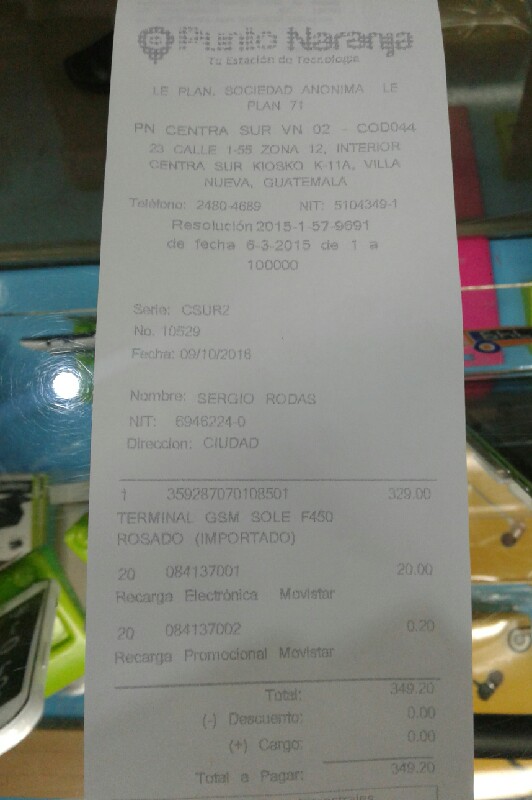 Punto Naranja
Tu Estación de Tecnología
LE PLAN, SOCIEDAD ANONIMA LE
PLAN 71
PN CENTRA SUR VN 02 - COD044
23 CALLE 1-55 ZONA 12, INTERIOR
CENTRA SUR KIOSKO K-11A, VILLA
NUEVA, GUATEMALA
Teléfono: 2480-4689 NIT: 5104349-1
Resolución 2015-1-57-9691
de fecha 6-3-2015 de 1 a
100000
Serie: CSUR2
No. 10529
Fecha: 09/10/2016
Nombre: SERGIO RODAS
NIT: 6946224-0
Direccion: CIUDAD
1 359287070108501 329.00
TERMINAL GSM SOLE F450
ROSADO (IMPORTADO)
20 084137001 20.00
Recarga Electrónica Movistar
20 084137002 0.20
Recarga Promocional Movistar
Total: 349.20
(-) Descuento: 0.00
(+) Cargo: 0.00
Total a Pagar: 349.20